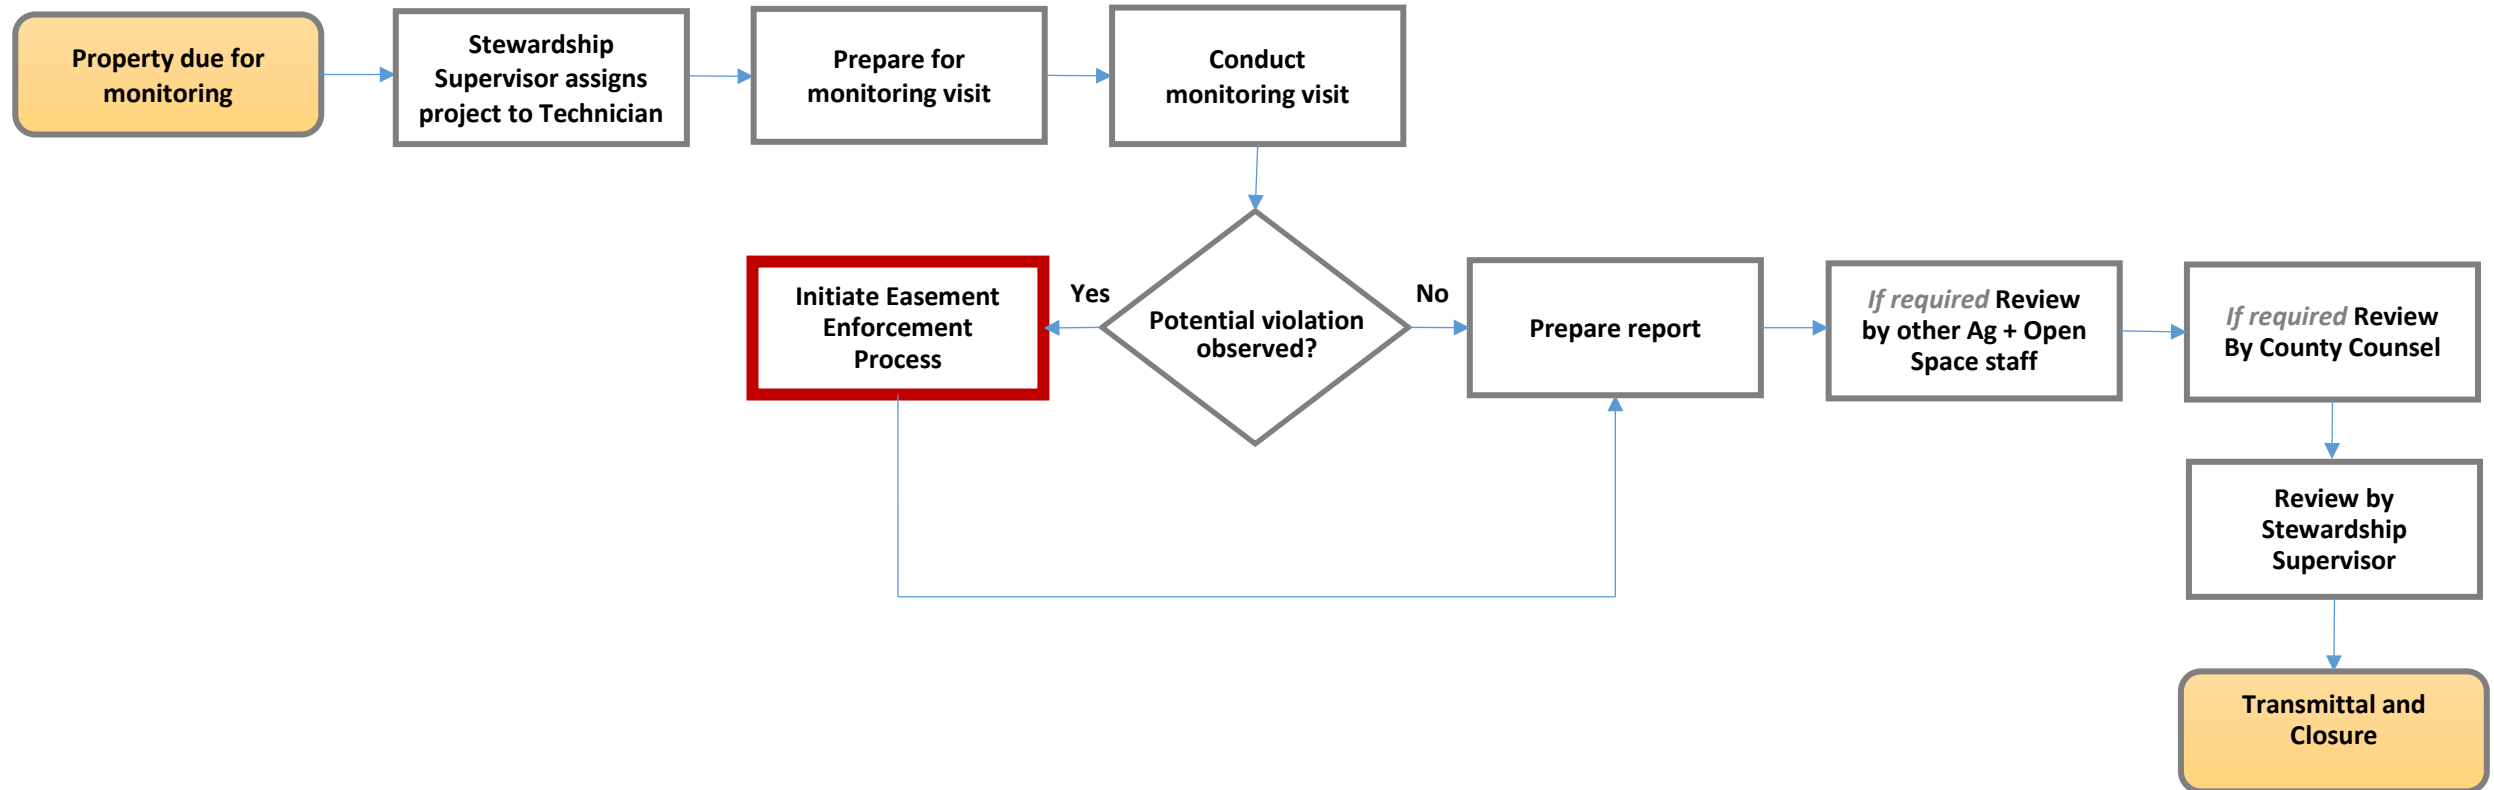 Property due for
monitoring
Stewardship
Supervisor assigns
project to Technician
Prepare for
monitoring visit
Conduct
monitoring visit
Initiate Easement
Enforcement
Process
Yes
Potential violation
observed?
No
Prepare report
If required Review
by other Ag + Open
Space staff
If required Review
By County Counsel
Review by
Stewardship
Supervisor
Transmittal and
Closure